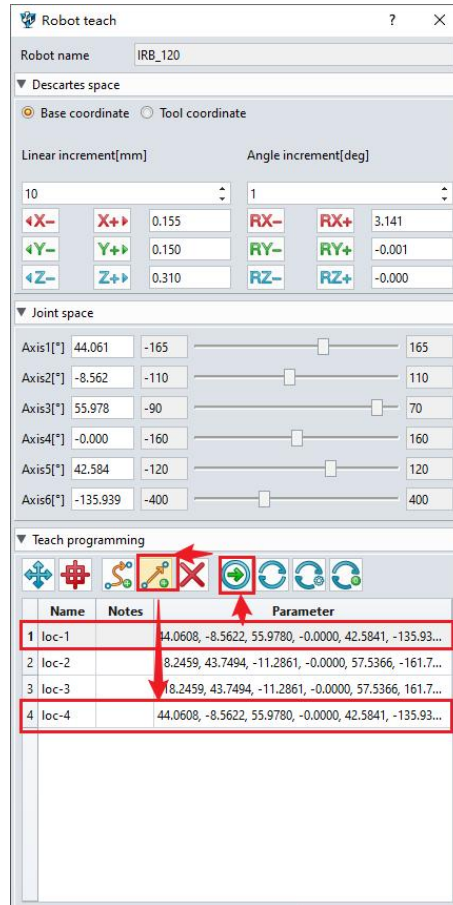 Robot teach ? ×
Robot name IRB_120
Descartes space
Base coordinate Tool coordinate
Linear increment[mm] Angle increment[deg]
10 1
X- X+ 0.155 RX- RX+ 3.141
Y- Y+ 0.150 RY- RY+ -0.001
Z- Z+ 0.310 RZ- RZ+ -0.000
Joint space
Axis1[°] 44.061 -165 165
Axis2[°] -8.562 -110 110
Axis3[°] 55.978 -90 70
Axis4[°] -0.000 -160 160
Axis5[°] 42.584 -120 120
Axis6[°] -135.939 -400 400
Teach programming
Name Notes Parameter
1 loc-1 44.0608, -8.5622, 55.9780, -0.0000, 42.5841, -135.93...
2 loc-2 8.2459, 43.7494, -11.2861, -0.0000, 57.5366, -161.7...
3 loc-3 8.2459, 43.7494, -11.2861, -0.0000, 57.5366, 161.7...
4 loc-4 44.0608, -8.5622, 55.9780, -0.0000, 42.5841, -135.93...